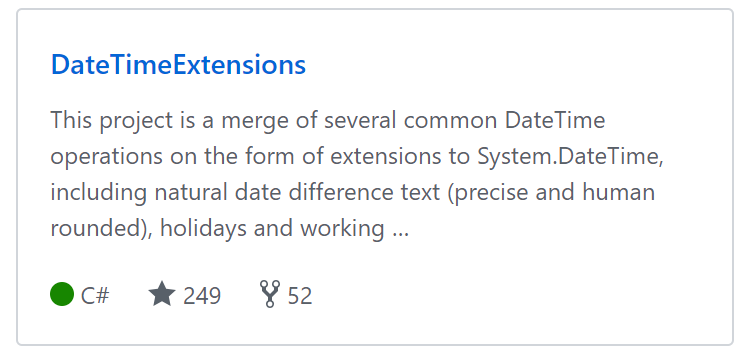 DateTimeExtensions
This project is a merge of several common DateTime
operations on the form of extensions to System.DateTime,
including natural date difference text (precise and human
rounded), holidays and working ...
C# 249 52